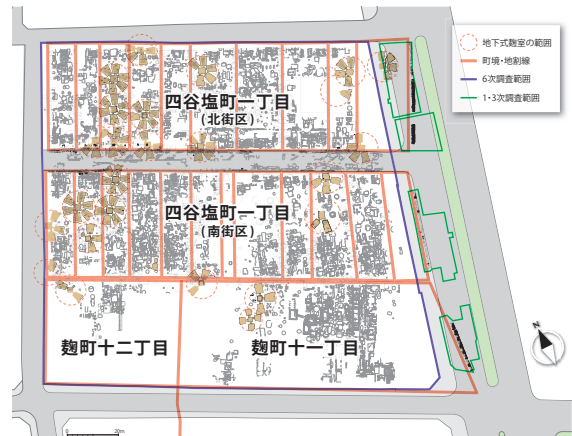 地下式麹室の範囲
町境・地割線
6次調査範囲
1・3次調査範囲
四谷塩町一丁目
(北街区)
四谷塩町一丁目
(南街区)
麹町十二丁目
麹町十一丁目
N
0 20m